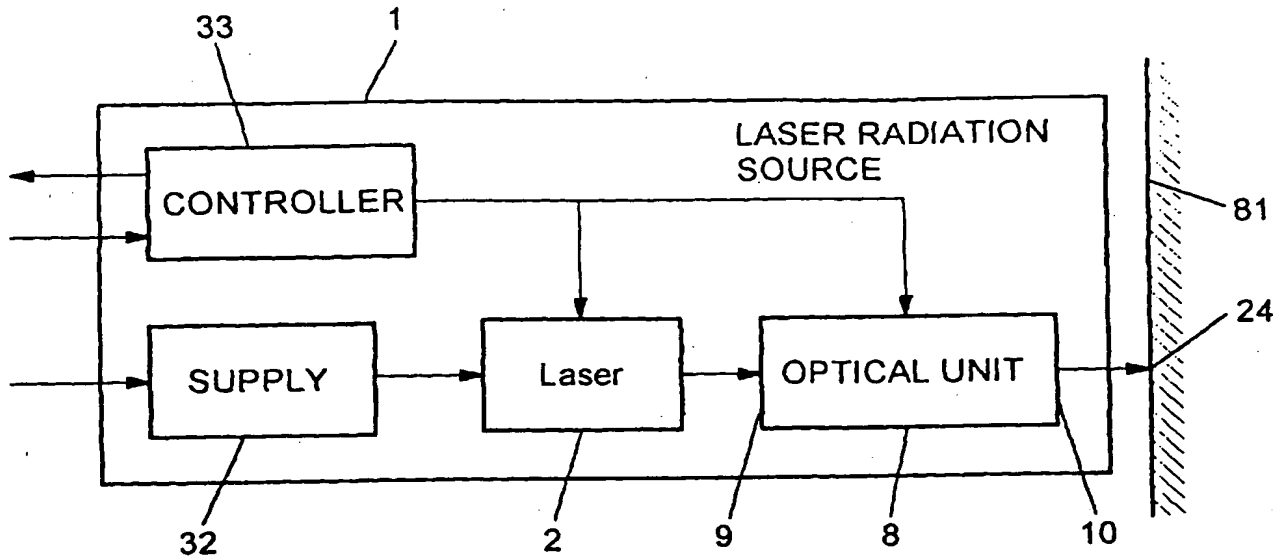 33
1
LASER RADIATION
SOURCE
CONTROLLER
81
24
SUPPLY
Laser
OPTICAL UNIT
32
2
9
8
10